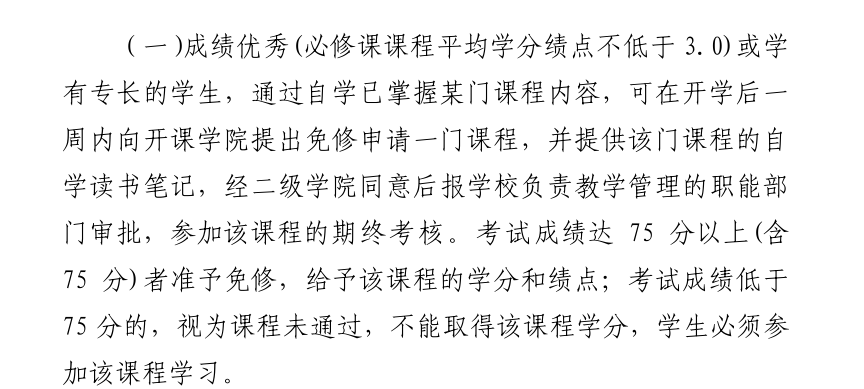 (一)成绩优秀(必修课课程平均学分绩点不低于 3.0)或学
有专长的学生，通过自学已掌握某门课程内容，可在开学后一
周内向开课学院提出免修申请一门课程，并提供该门课程的自
学读书笔记，经二级学院同意后报学校负责教学管理的职能部
门审批，参加该课程的期终考核。考试成绩达 75 分以上(含
75 分)者准予免修，给予该课程的学分和绩点；考试成绩低于
75 分的，视为课程未通过，不能取得该课程学分，学生必须参
加该课程学习。